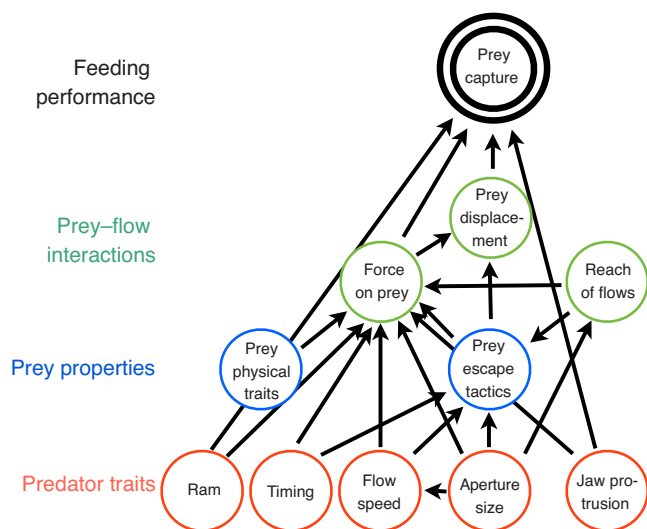 Feeding
performance
Prey
capture
Prey–flow
interactions
Prey
displace-
ment
Force
on prey
Reach
of flows
Prey properties
Prey
physical
traits
Prey
escape
tactics
Predator traits
Ram
Timing
Flow
speed
Aperture
size
Jaw pro-
trusion